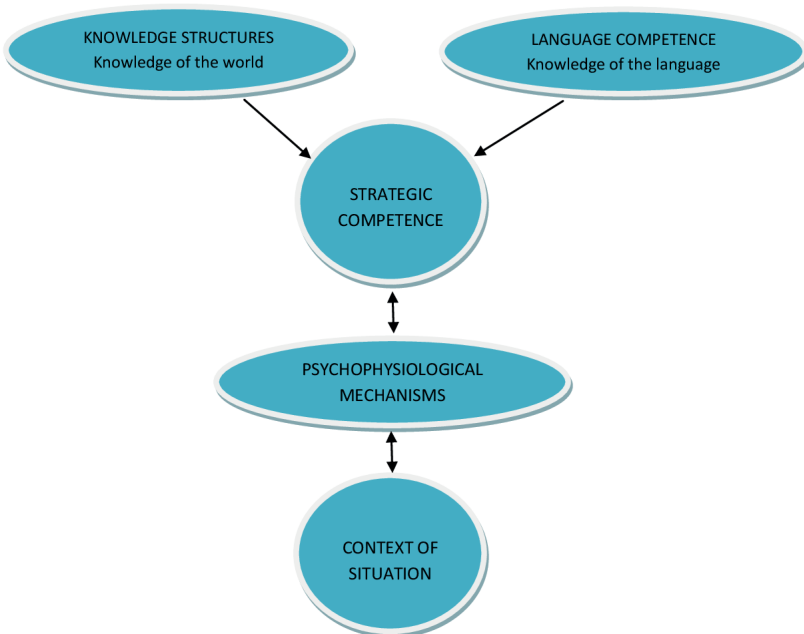 KNOWLEDGE STRUCTURES
Knowledge of the world
LANGUAGE COMPETENCE
Knowledge of the language
STRATEGIC
COMPETENCE
PSYCHOPHYSIOLOGICAL
MECHANISMS
CONTEXT OF
SITUATION